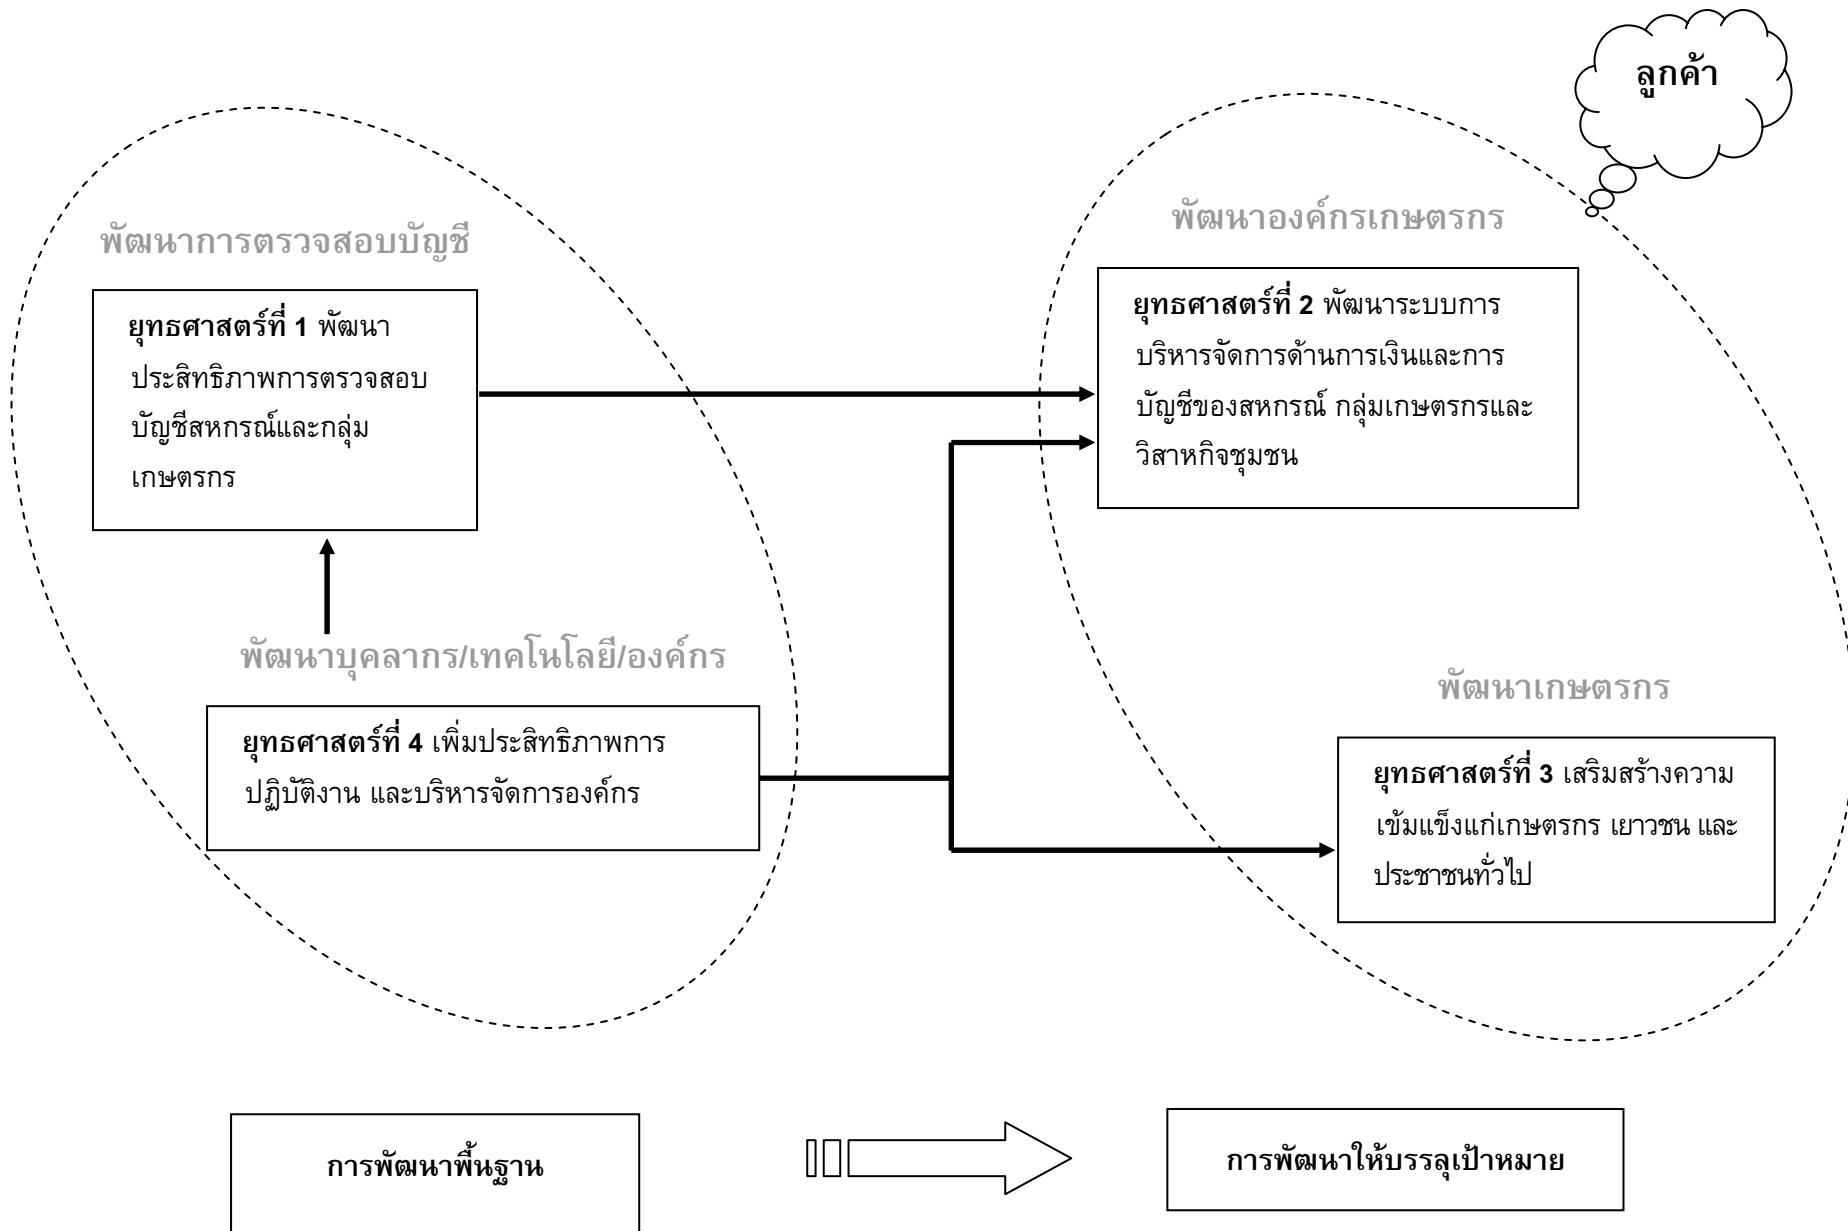 ลูกค้า
พัฒนาการตรวจสอบบัญชี
ยุทธศาสตร์ที่ 1 พัฒนา
ประสิทธิภาพการตรวจสอบ
บัญชีสหกรณ์และกลุ่ม
เกษตรกร
พัฒนาองค์กรเกษตรกร
ยุทธศาสตร์ที่ 2 พัฒนาระบบการ
บริหารจัดการด้านการเงินและการ
บัญชีของสหกรณ์ กลุ่มเกษตรกรและ
วิสาหกิจชุมชน
พัฒนาบุคลากร/เทคโนโลยี/องค์กร
ยุทธศาสตร์ที่ 4 เพิ่มประสิทธิภาพการ
ปฏิบัติงาน และบริหารจัดการองค์กร
พัฒนาเกษตรกร
ยุทธศาสตร์ที่ 3 เสริมสร้างความ
เข้มแข็งแก่เกษตรกร เยาวชน และ
ประชาชนทั่วไป
การพัฒนาพื้นฐาน
การพัฒนาให้บรรลุเป้าหมาย